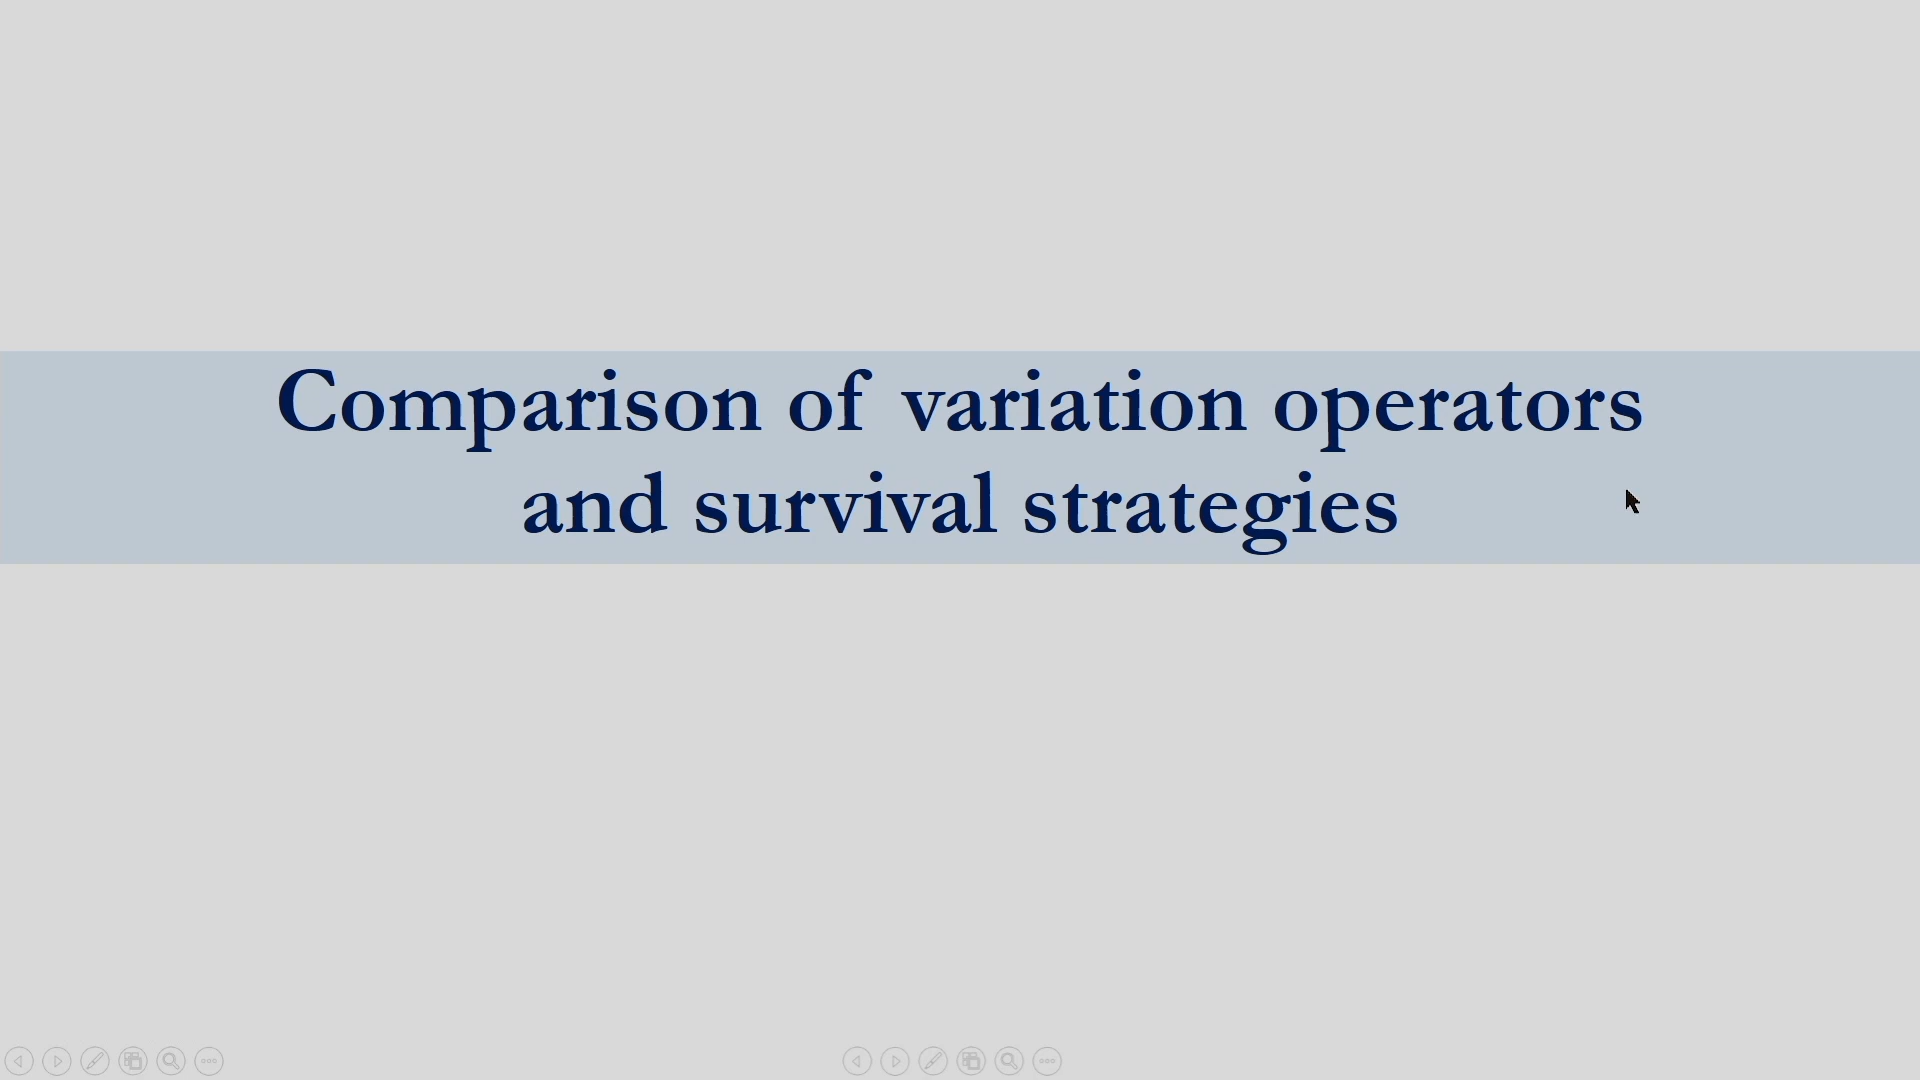 Comparison of variation operators
and survival strategies